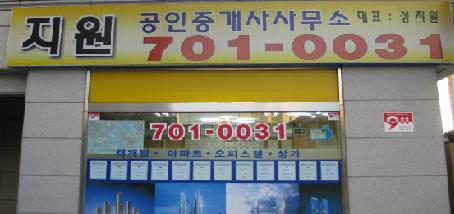 지원 공인중개사사무소 대표 : 성지원
701-0031
701-0031
재개발 · 아파트 · 오피스텔 · 상가